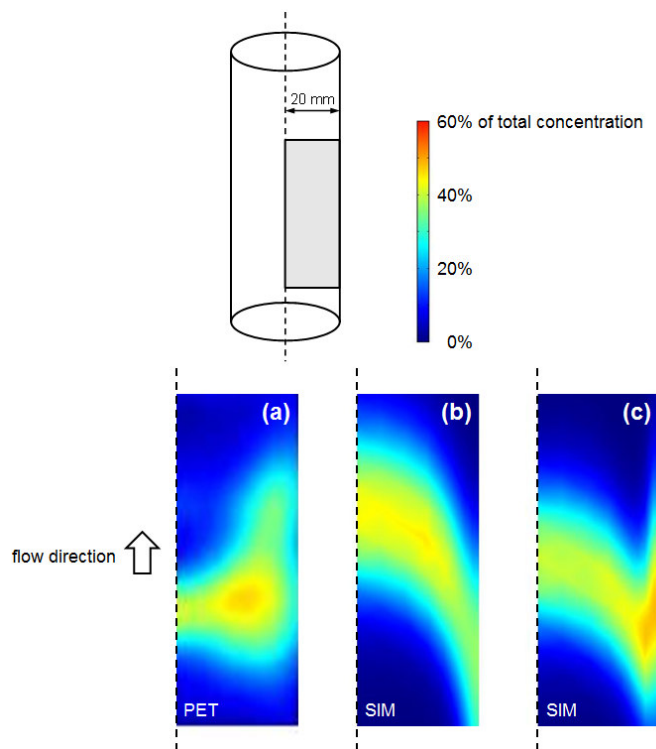 20 mm
60% of total concentration
40%
20%
0%
(a)
(b)
(c)
flow direction
PET
SIM
SIM